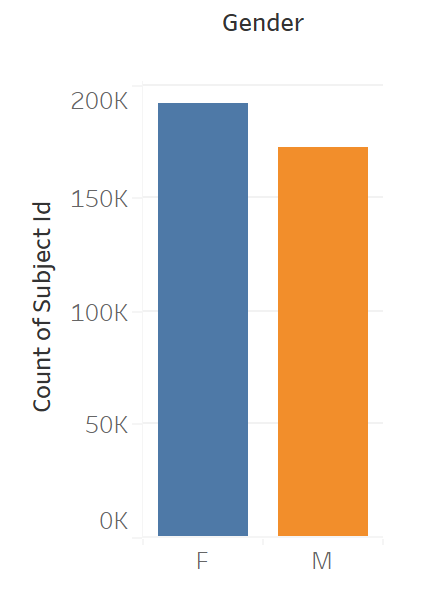 Gender
Count of Subject Id
200K
150K
100K
50K
0K
F
M